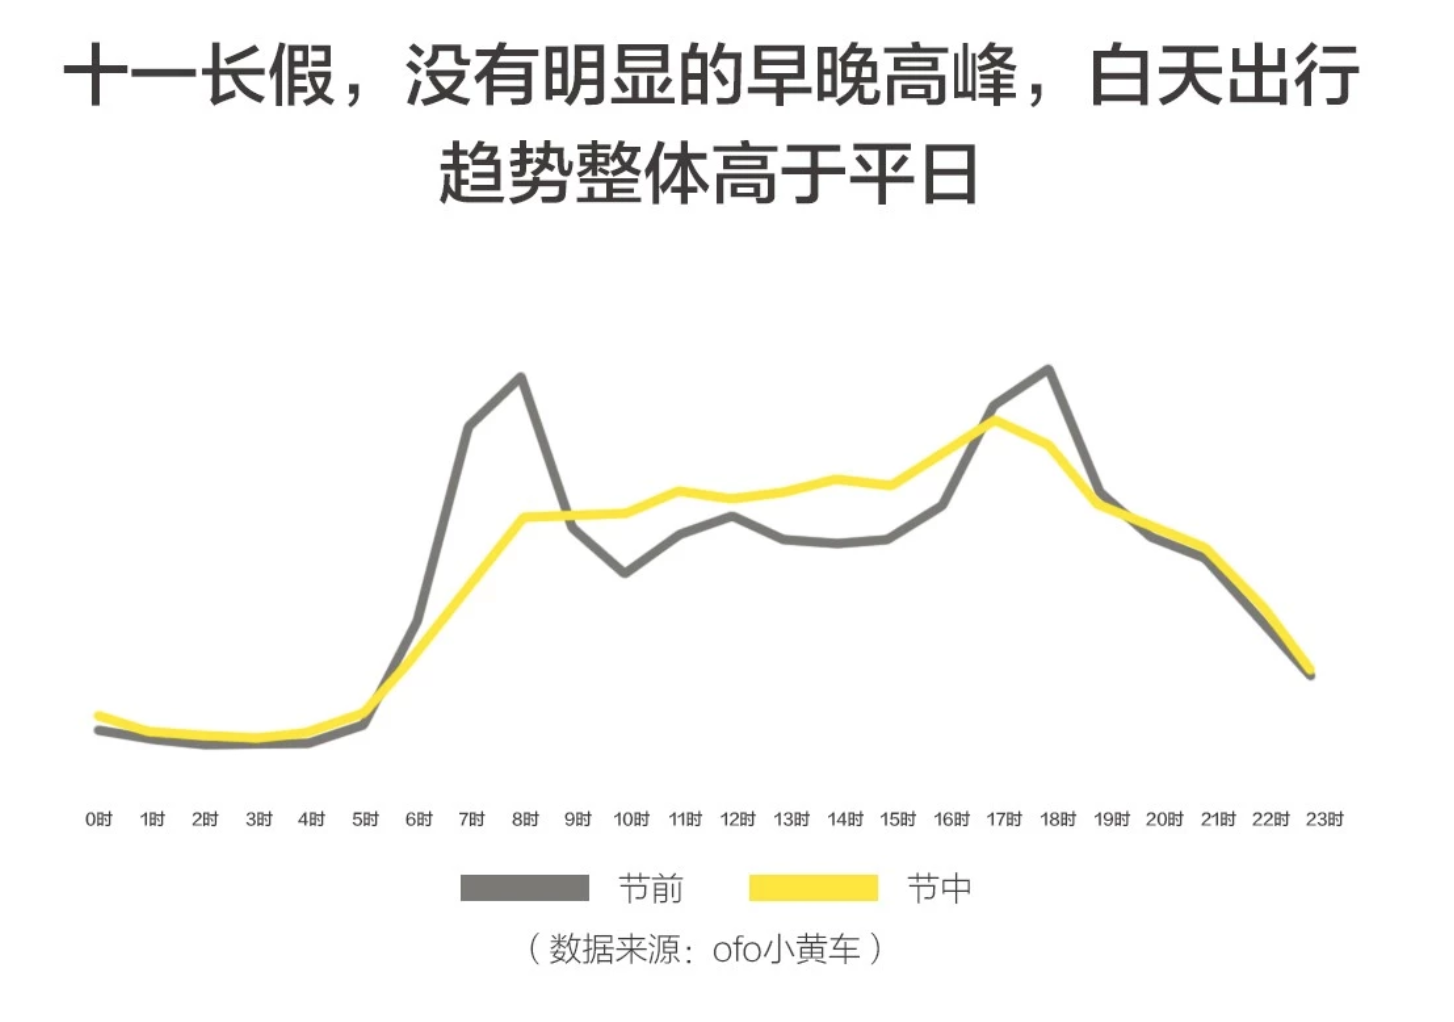 十一长假，没有明显的早晚高峰，白天出行
趋势整体高于平日
0时 1时 2时 3时 4时 5时 6时 7时 8时 9时 10时 11时 12时 13时 14时 15时 16时 17时 18时 19时 20时 21时 22时 23时
节前 节中
（数据来源：ofo小黄车）